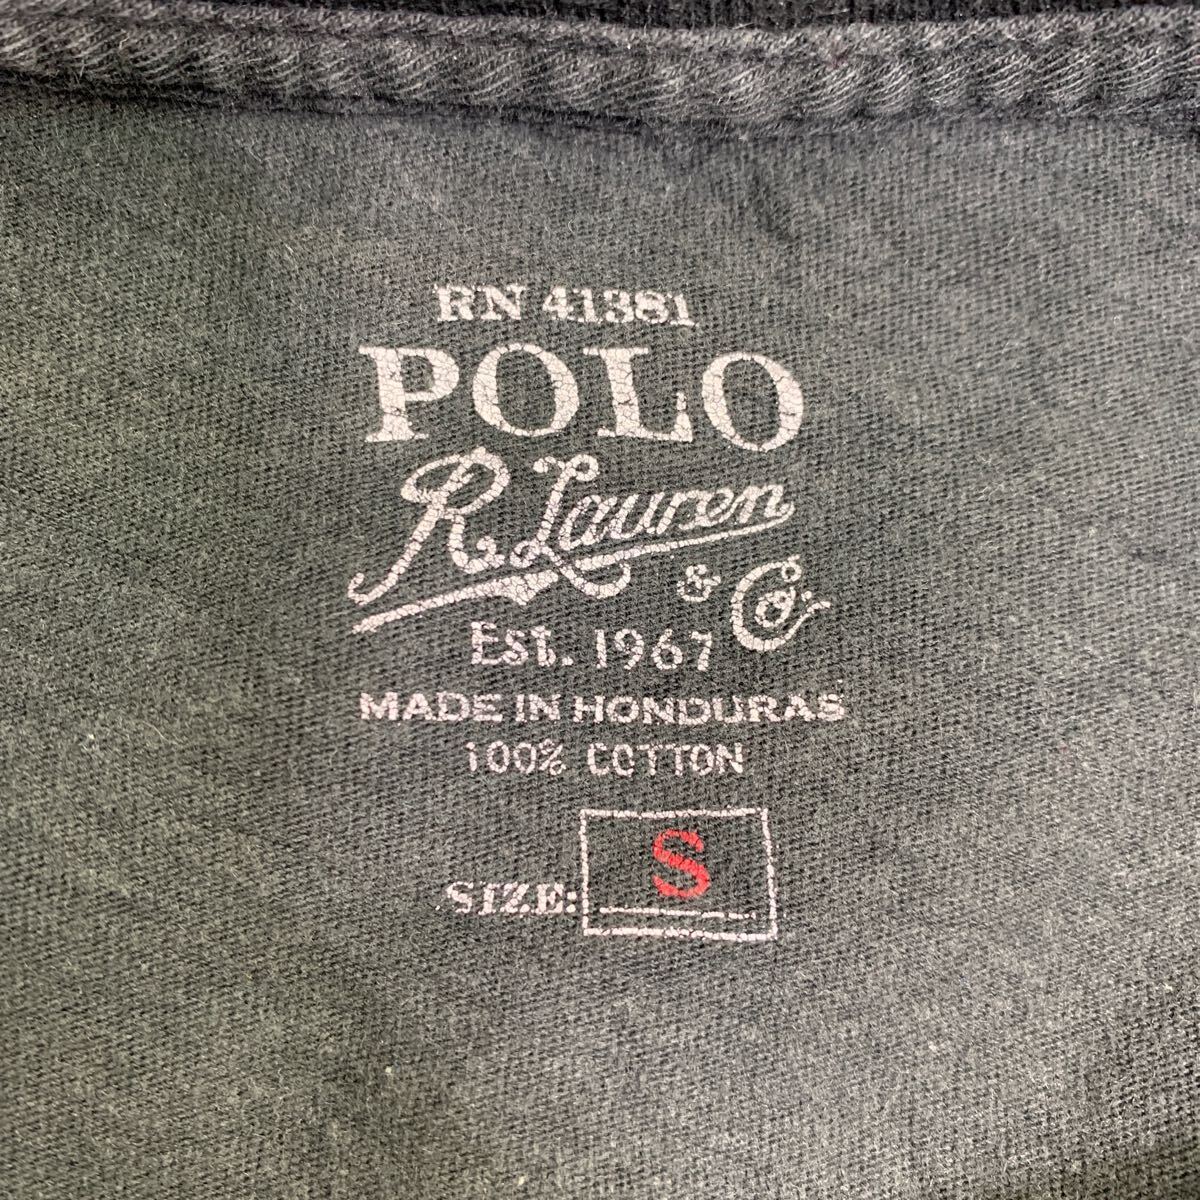 RN 41381
POLO
R. Lauren
& Co.
Est. 1967
MADE IN HONDURAS
100% COTTON
SIZE: S